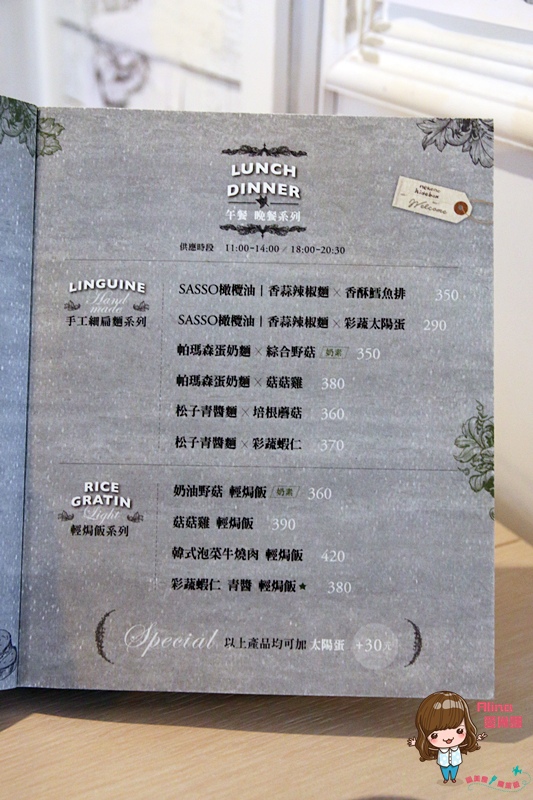 LUNCH
DINNER
午餐 晚餐系列
供應時段 11:00-14:00 / 18:00-20:30
Welcome
LINGUINE
Hand
made
手工細扁麵系列
SASSO橄欖油 | 香蒜辣椒麵 × 香酥鱈魚排 350
SASSO橄欖油 | 香蒜辣椒麵 × 彩蔬太陽蛋 290
帕瑪森蛋奶麵 × 綜合野菇 奶素 350
帕瑪森蛋奶麵 × 菇菇雞 380
松子青醬麵 × 培根蘑菇 360
松子青醬麵 × 彩蔬蝦仁 370
RICE
GRATIN
Light
輕焗飯系列
奶油野菇 輕焗飯 奶素 360
菇菇雞 輕焗飯 390
韓式泡菜牛燒肉 輕焗飯 420
彩蔬蝦仁 青醬 輕焗飯★ 380
Special 以上產品均可加 太陽蛋 +30元
Alina